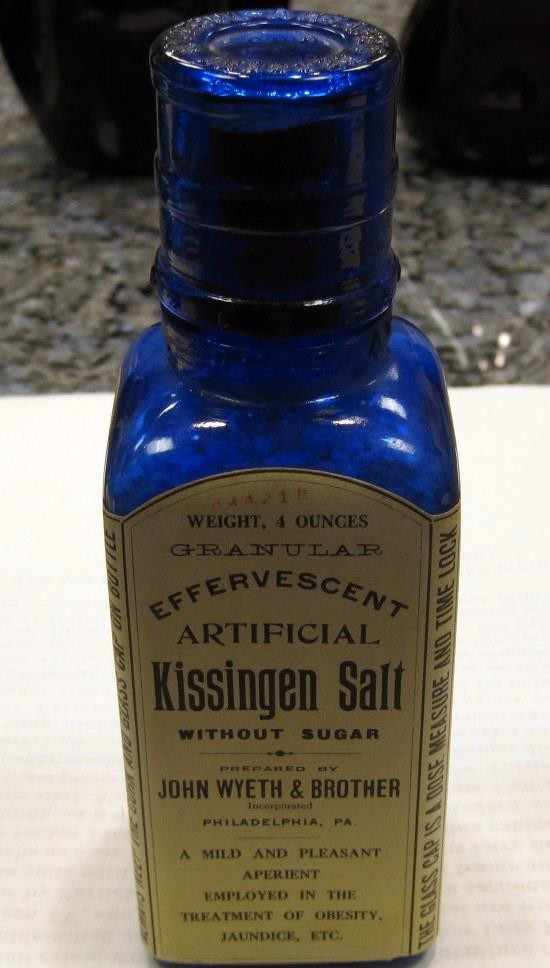 84421B
WEIGHT, 4 OUNCES
GRANULAR
EFFERVESCENT
ARTIFICIAL
Kissingen Salt
WITHOUT SUGAR
PREPARED BY
JOHN WYETH & BROTHER
Incorporated
PHILADELPHIA, PA.
A MILD AND PLEASANT
APERIENT
EMPLOYED IN THE
TREATMENT OF OBESITY,
JAUNDICE, ETC.
THE GLASS CAP IS A DOSE MEASURE AND TIME LOCK
KEEP THE CORK AND GLASS CAP ON BOTTLE